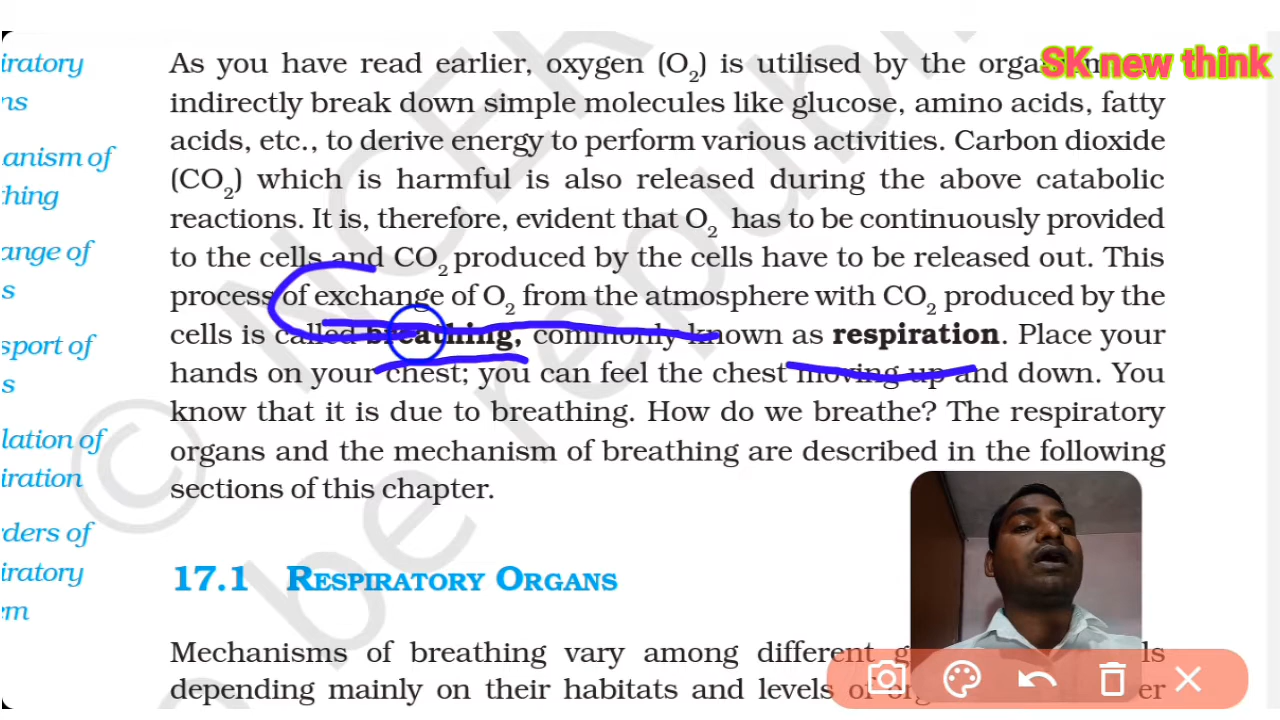 SK new think
As you have read earlier, oxygen (O₂) is utilised by the
indirectly break down simple molecules like glucose, amino acids, fatty
acids, etc., to derive energy to perform various activities. Carbon dioxide
(CO₂) which is harmful is also released during the above catabolic
reactions. It is, therefore, evident that O₂ has to be continuously provided
to the cells and CO₂ produced by the cells have to be released out. This
process of exchange of O₂ from the atmosphere with CO₂ produced by the
cells is called breathing, commonly known as respiration. Place your
hands on your chest; you can feel the chest moving up and down. You
know that it is due to breathing. How do we breathe? The respiratory
organs and the mechanism of breathing are described in the following
sections of this chapter.
17.1 RESPIRATORY ORGANS
Mechanisms of breathing vary among different
depending mainly on their habitats and levels of
iratory
ns
anism of
thing
ange of
s
sport of
s
lation of
iration
rders of
iratory
em
© NCER
be republi